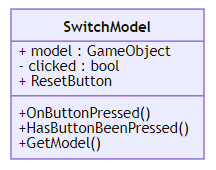 SwitchModel
+ model : GameObject
- clicked : bool
+ ResetButton
+OnButtonPressed()
+HasButtonBeenPressed()
+GetModel()